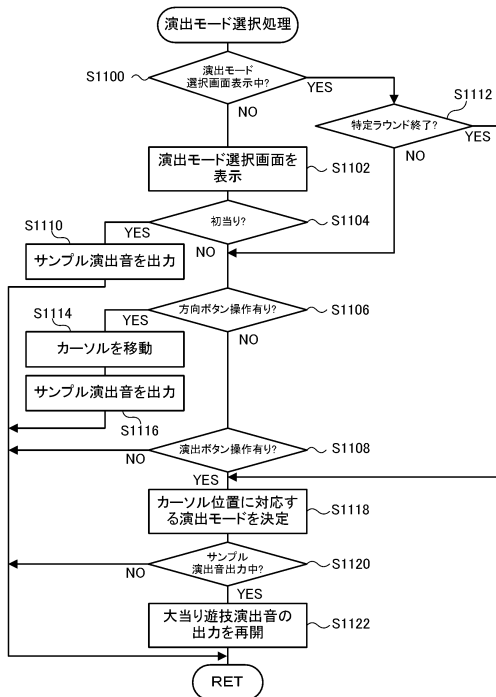 演出モード選択処理
S1100
演出モード
選択画面表示中?
YES
NO
S1112
特定ラウンド終了?
YES
NO
演出モード選択画面を
表示
S1102
S1104
初当り?
YES
NO
S1110
サンプル演出音を出力
方向ボタン操作有り?
S1106
YES
NO
S1114
カーソルを移動
サンプル演出音を出力
S1116
演出ボタン操作有り?
S1108
NO
YES
カーソル位置に対応す
る演出モードを決定
S1118
サンプル
演出音出力中?
S1120
NO
YES
大当り遊技演出音の
出力を再開
S1122
RET